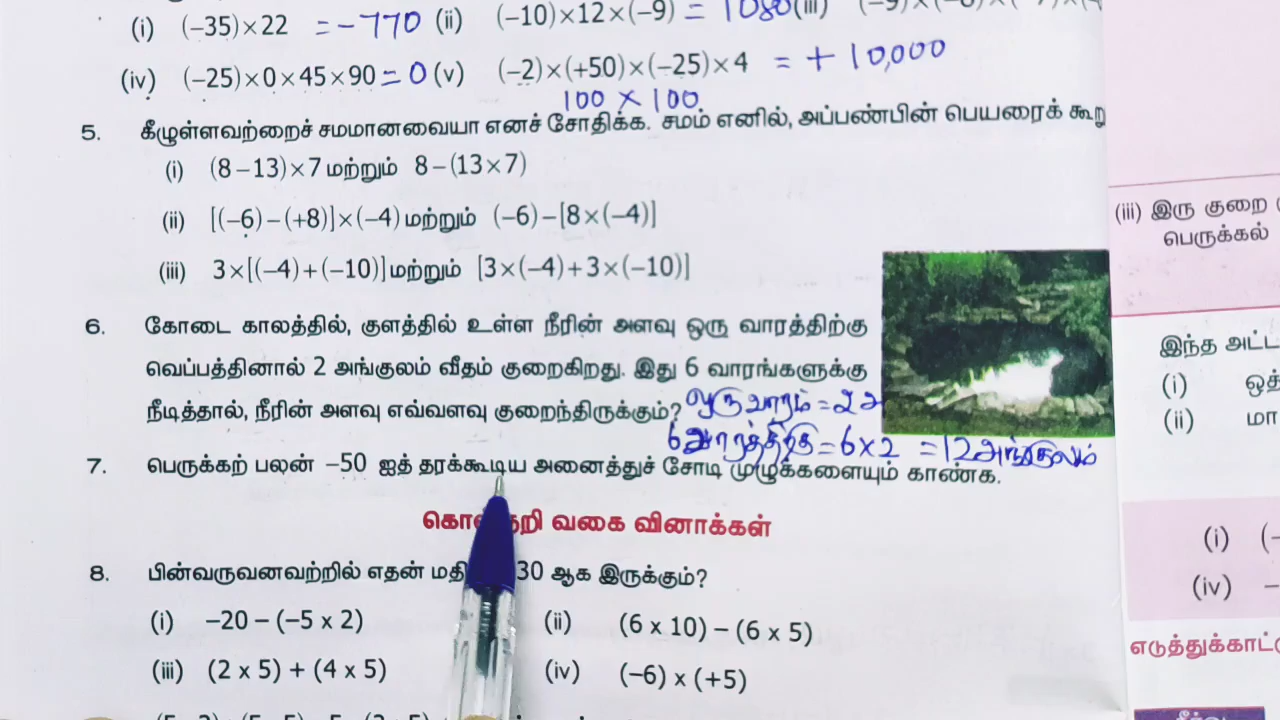 (i) (−35)×22 = −770 (ii) (−10)×12×(−9) = 1080 (iii)
(iv) (−25)×0×45×90 = 0 (v) (−2)×(+50)×(−25)×4 = + 10,000
100 × 100
5. கீழுள்ளவற்றைச் சமமானவையா எனச் சோதிக்க. சமம் எனில், அப்பண்பின் பெயரைக் கூறு
(i) (8−13)×7 மற்றும் 8−(13×7)
(ii) [(−6)−(+8)]×(−4) மற்றும் (−6)−[8×(−4)]
(iii) 3×[(−4)+(−10)] மற்றும் [3×(−4)+3×(−10)]
6. கோடை காலத்தில், குளத்தில் உள்ள நீரின் அளவு ஒரு வாரத்திற்கு
வெப்பத்தினால் 2 அங்குலம் வீதம் குறைகிறது. இது 6 வாரங்களுக்கு
நீடித்தால், நீரின் அளவு எவ்வளவு குறைந்திருக்கும்? ஒரு வாரம் = 2 அ
= 6×2 = 12 அங்குலம்
7. பெருக்கற் பலன் −50 ஐத் தரக்கூடிய அனைத்துச் சோடி முழுக்களையும் காண்க.
வகை வினாக்கள்
8. பின்வருவனவற்றில் எதன் 30 ஆக இருக்கும்?
(i) −20 − (−5 x 2) (ii) (6 x 10) − (6 x 5)
(iii) (2 x 5) + (4 x 5) (iv) (−6) x (+5)
(iii) இரு குறை
பெருக்கல்
இந்த அட்ட
(i) ஒத்
(ii) மா
(i) (−
(iv) −
எடுத்துக்காட்டு